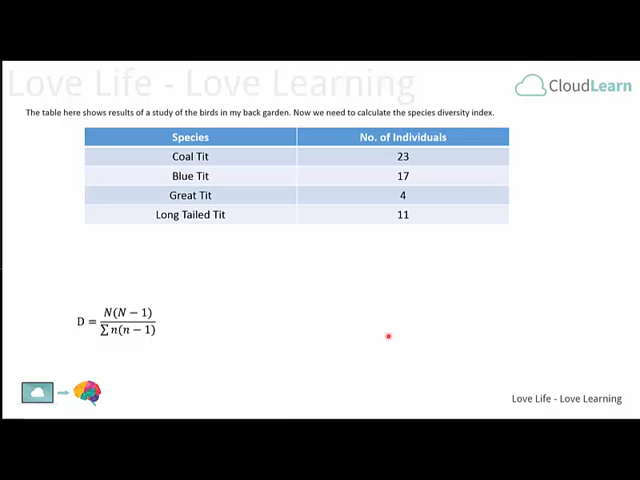 Love Life - Love Learning
CloudLearn
The table here shows results of a study of the birds in my back garden. Now we need to calculate the species diversity index.
Species No. of Individuals
Coal Tit 23
Blue Tit 17
Great Tit 4
Long Tailed Tit 11
D = N(N − 1) / ∑ n(n − 1)
Love Life - Love Learning